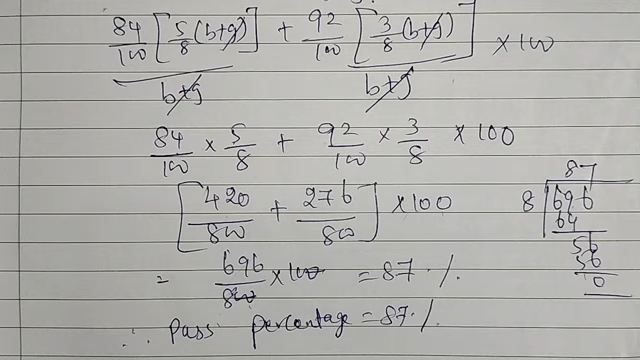 84/100 [5/8 (b+g)] + 92/100 [3/8 (b+g)] × 100
b+g b+g
84/100 × 5/8 + 92/100 × 3/8 × 100
[420/800 + 276/800] × 100
= 696/800 × 100 = 87 %
∴ Pass percentage = 87 %
87
8 696
64
56
56
0